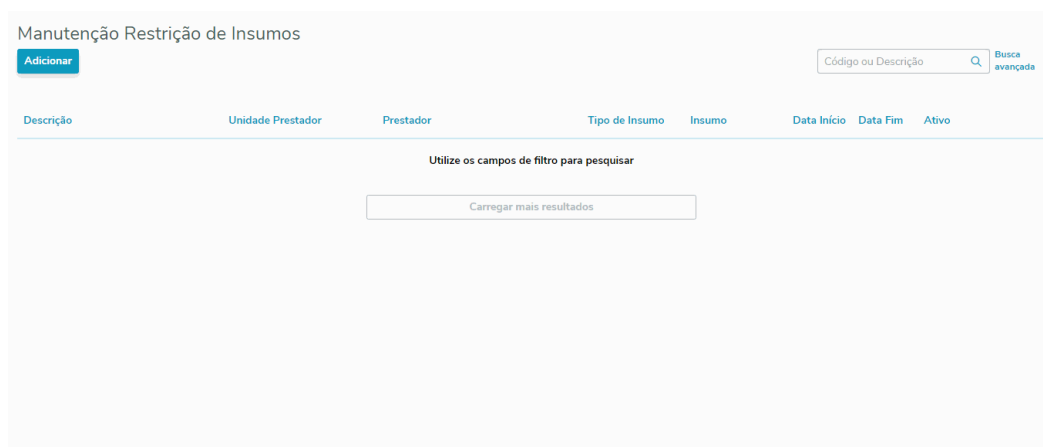 Manutenção Restrição de Insumos
Adicionar
Código ou Descrição
Busca
avançada
Descrição Unidade Prestador Prestador Tipo de Insumo Insumo Data Início Data Fim Ativo
Utilize os campos de filtro para pesquisar
Carregar mais resultados